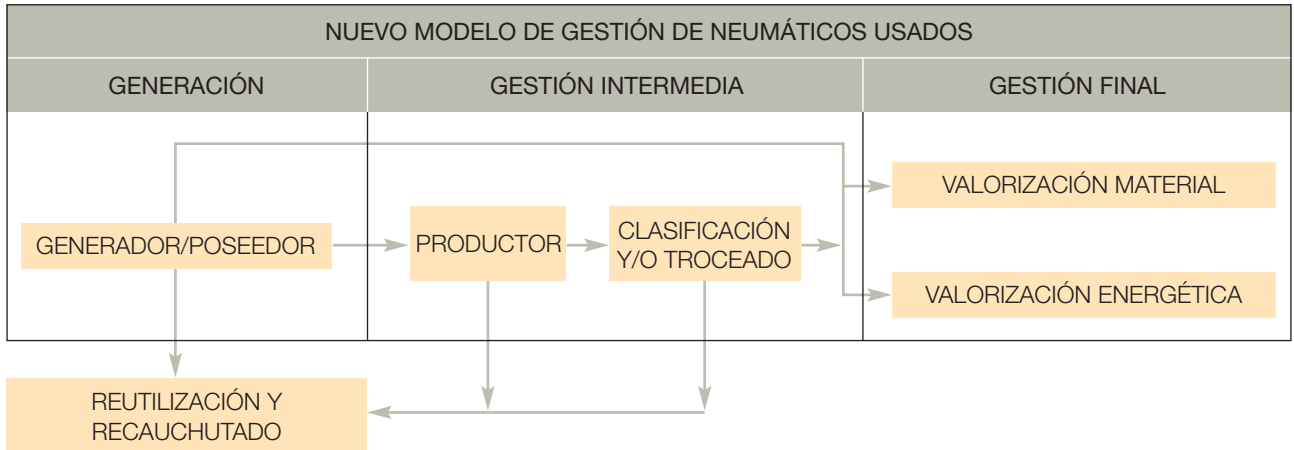 NUEVO MODELO DE GESTIÓN DE NEUMÁTICOS USADOS
GENERACIÓN
GESTIÓN INTERMEDIA
GESTIÓN FINAL
VALORIZACIÓN MATERIAL
GENERADOR/POSEEDOR
PRODUCTOR
CLASIFICACIÓN
Y/O TROCEADO
VALORIZACIÓN ENERGÉTICA
REUTILIZACIÓN Y
RECAUCHUTADO